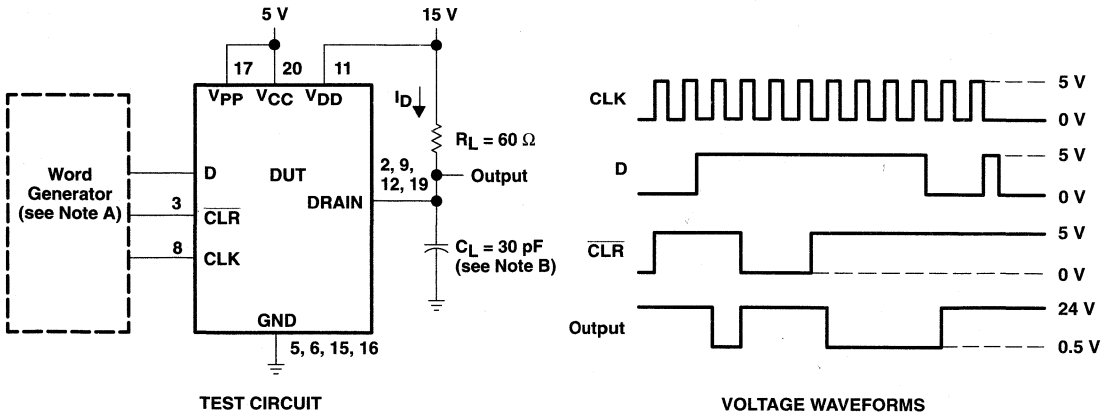 5 V
15 V
17
20
11
VPP
VCC
VDD
ID
RL = 60 Ω
Word
Generator
(see Note A)
D
DUT
2, 9,
12, 19
Output
DRAIN
3
CLR
8
CLK
CL = 30 pF
(see Note B)
GND
5, 6, 15, 16
TEST CIRCUIT
CLK
5 V
0 V
D
5 V
0 V
CLR
5 V
0 V
Output
24 V
0.5 V
VOLTAGE WAVEFORMS